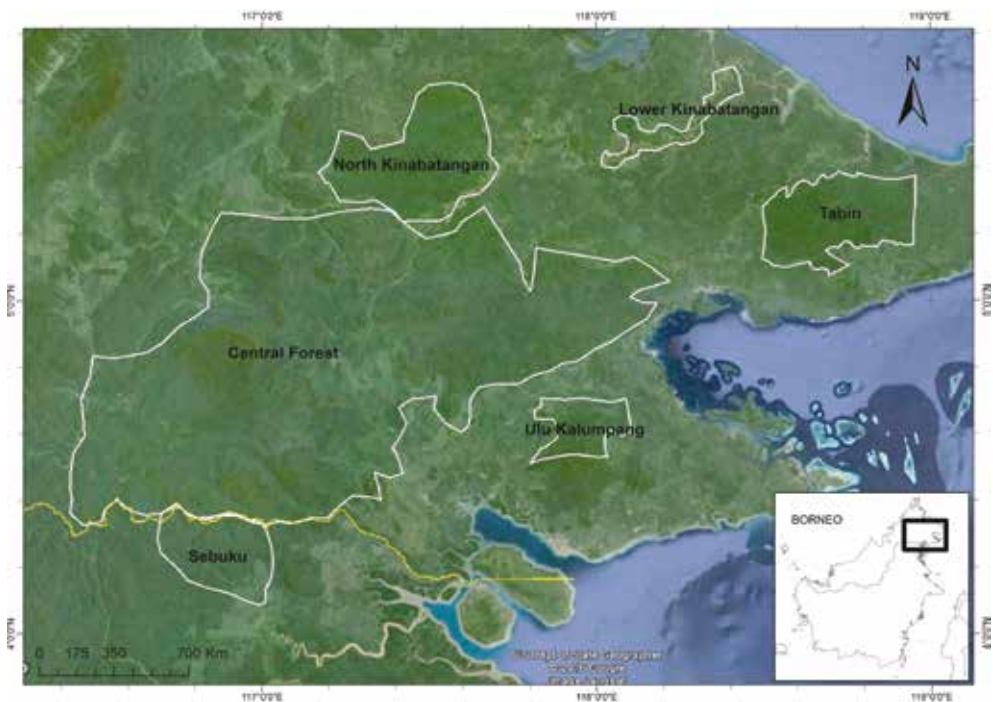 117°0'0"E 118°0'0"E 119°0'0"E
N
Lower Kinabatangan
North Kinabatangan
Tabin
5°0'0"N 5°0'0"N
Central Forest
Ulu Kalumpang
BORNEO
Sebuku
4°0'0"N 4°0'0"N
0 175 350 700 Km
117°0'0"E 118°0'0"E 119°0'0"E